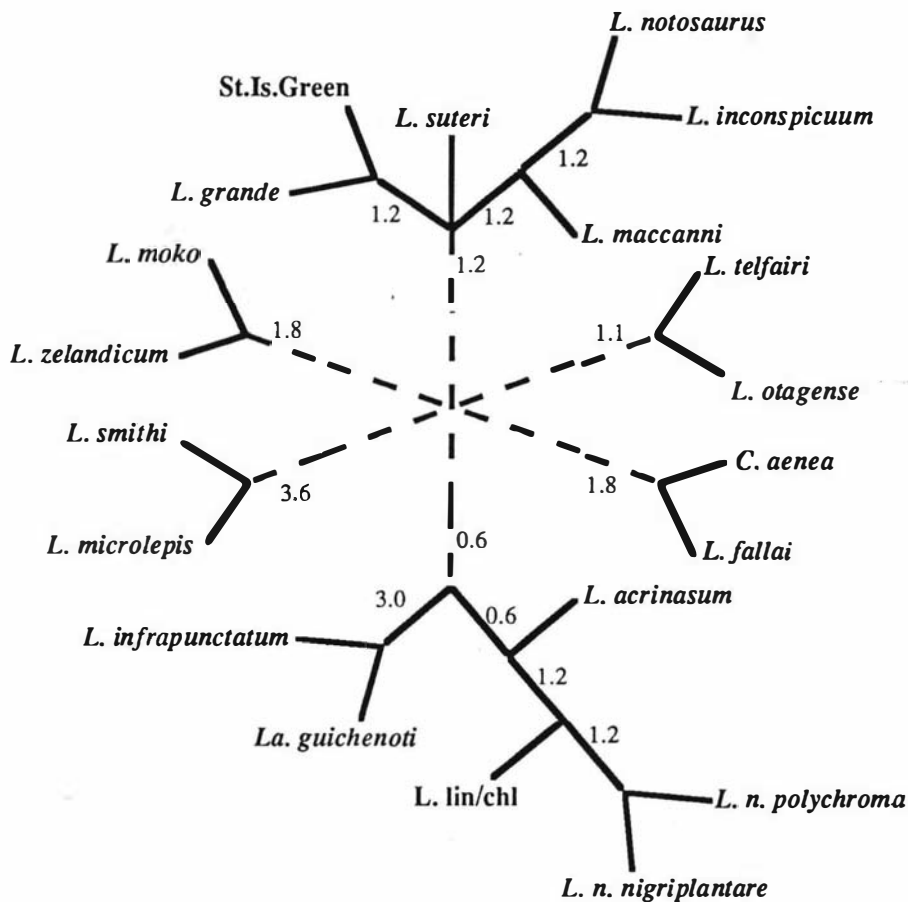 L. notosaurus
St.Is.Green
L. suteri
L. inconspicuum
1.2
L. grande
1.2
1.2
L. maccanni
L. moko
1.2
L. telfairi
1.8
1.1
L. zelandicum
L. otagense
L. smithi
C. aenea
3.6
1.8
L. microlepis
0.6
L. fallai
3.0
0.6
L. acrinasum
L. infrapunctatum
1.2
La. guichenoti
1.2
L. lin/chl
L. n. polychroma
L. n. nigriplantare